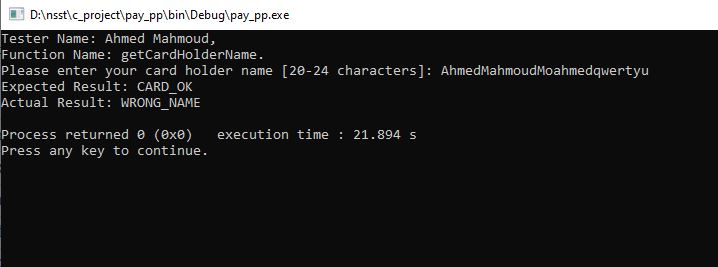 D:\nsst\c_project\pay_pp\bin\Debug\pay_pp.exe
Tester Name: Ahmed Mahmoud,
Function Name: getCardHolderName.
Please enter your card holder name [20-24 characters]: AhmedMahmoudMoahmedqwertyu
Expected Result: CARD_OK
Actual Result: WRONG_NAME
Process returned 0 (0x0)   execution time : 21.894 s
Press any key to continue.